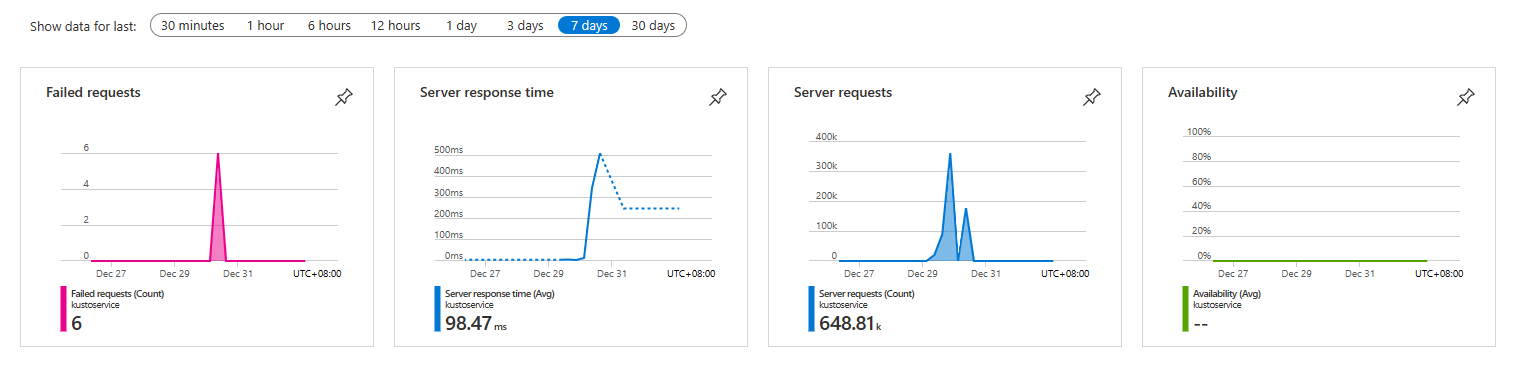 Show data for last: 30 minutes 1 hour 6 hours 12 hours 1 day 3 days 7 days 30 days
Failed requests
6
4
2
0
Dec 27 Dec 29 Dec 31 UTC+08:00
Failed requests (Count)
kustoservice
6
Server response time
500ms
400ms
300ms
200ms
100ms
0ms
Dec 27 Dec 29 Dec 31 UTC+08:00
Server response time (Avg)
kustoservice
98.47 ms
Server requests
400k
300k
200k
100k
0
Dec 27 Dec 29 Dec 31 UTC+08:00
Server requests (Count)
kustoservice
648.81 k
Availability
100%
80%
60%
40%
20%
0%
Dec 27 Dec 29 Dec 31 UTC+08:00
Availability (Avg)
kustoservice
--